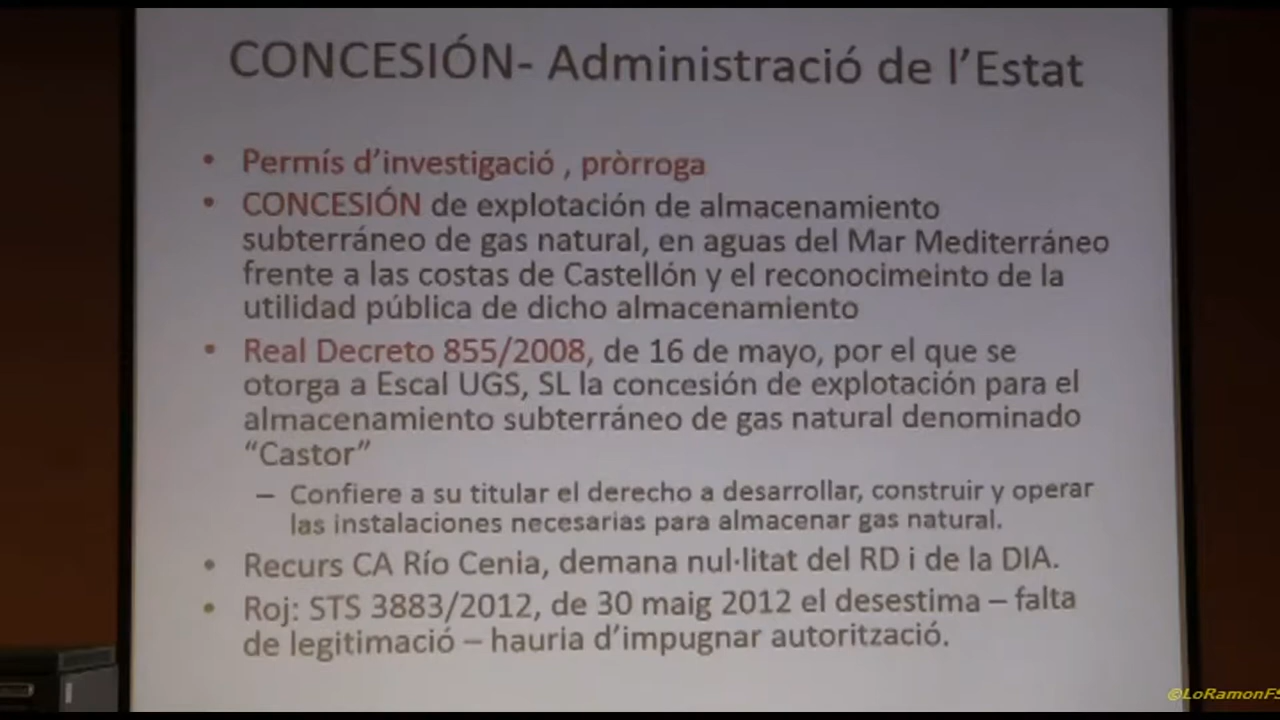 CONCESIÓN- Administració de l'Estat
• Permís d'investigació , pròrroga
• CONCESIÓN de explotación de almacenamiento
subterráneo de gas natural, en aguas del Mar Mediterráneo
frente a las costas de Castellón y el reconocimeinto de la
utilidad pública de dicho almacenamiento
• Real Decreto 855/2008, de 16 de mayo, por el que se
otorga a Escal UGS, SL la concesión de explotación para el
almacenamiento subterráneo de gas natural denominado
“Castor”
– Confiere a su titular el derecho a desarrollar, construir y operar
las instalaciones necesarias para almacenar gas natural.
• Recurs CA Río Cenia, demana nul·litat del RD i de la DIA.
• Roj: STS 3883/2012, de 30 maig 2012 el desestima – falta
de legitimació – hauria d'impugnar autorització.
©LoRamonFS